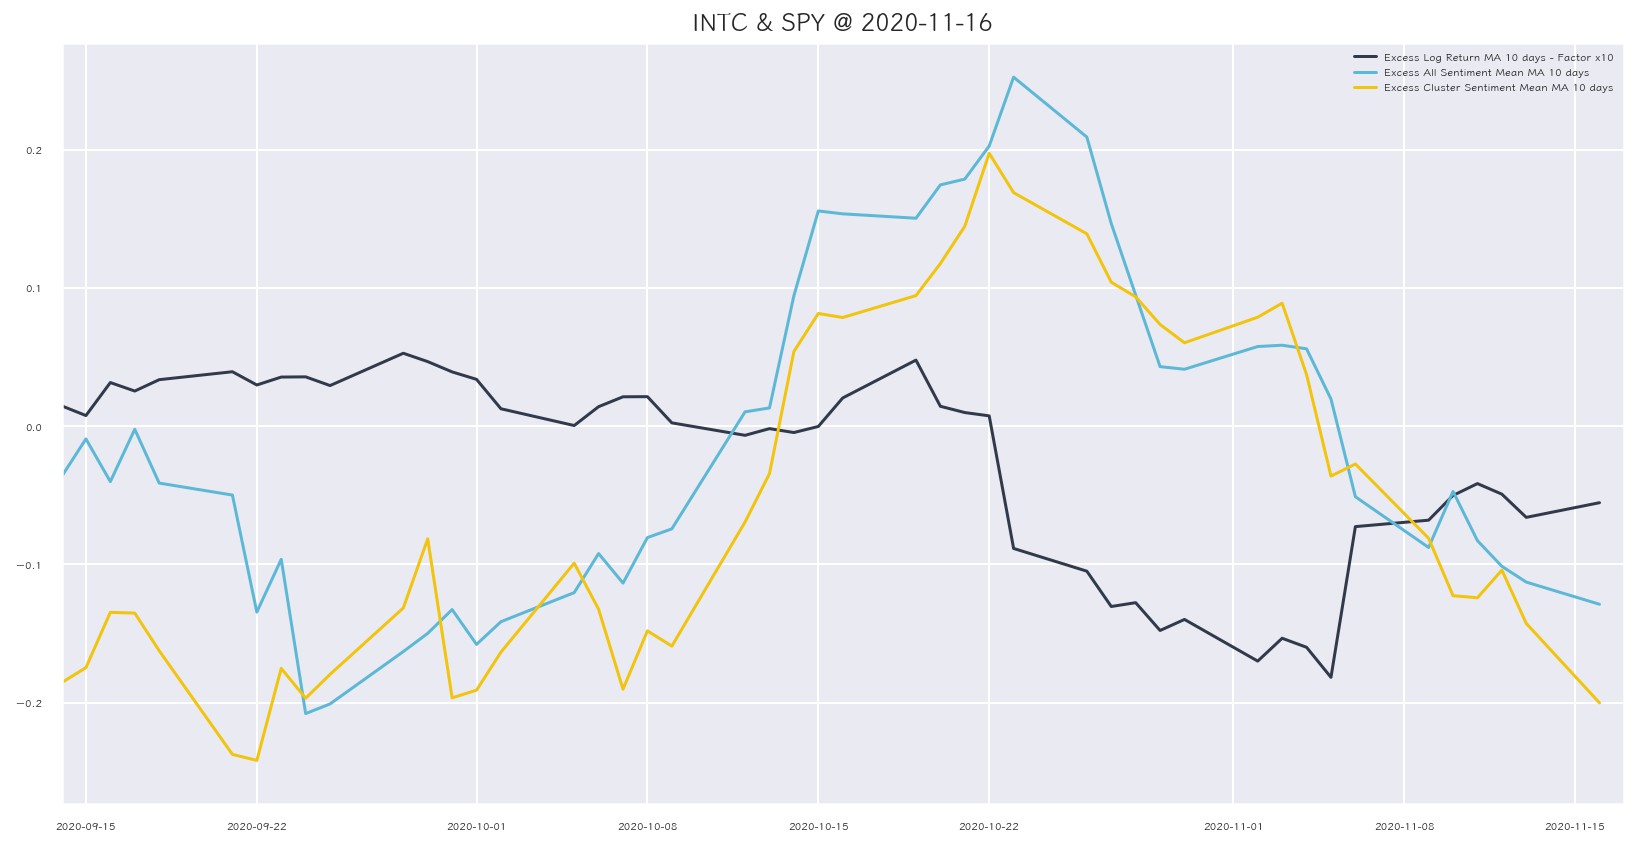 INTC & SPY @ 2020-11-16
Excess Log Return MA 10 days - Factor x10
Excess All Sentiment Mean MA 10 days
Excess Cluster Sentiment Mean MA 10 days
0.2
0.1
0.0
−0.1
−0.2
2020-09-15 2020-09-22 2020-10-01 2020-10-08 2020-10-15 2020-10-22 2020-11-01 2020-11-08 2020-11-15